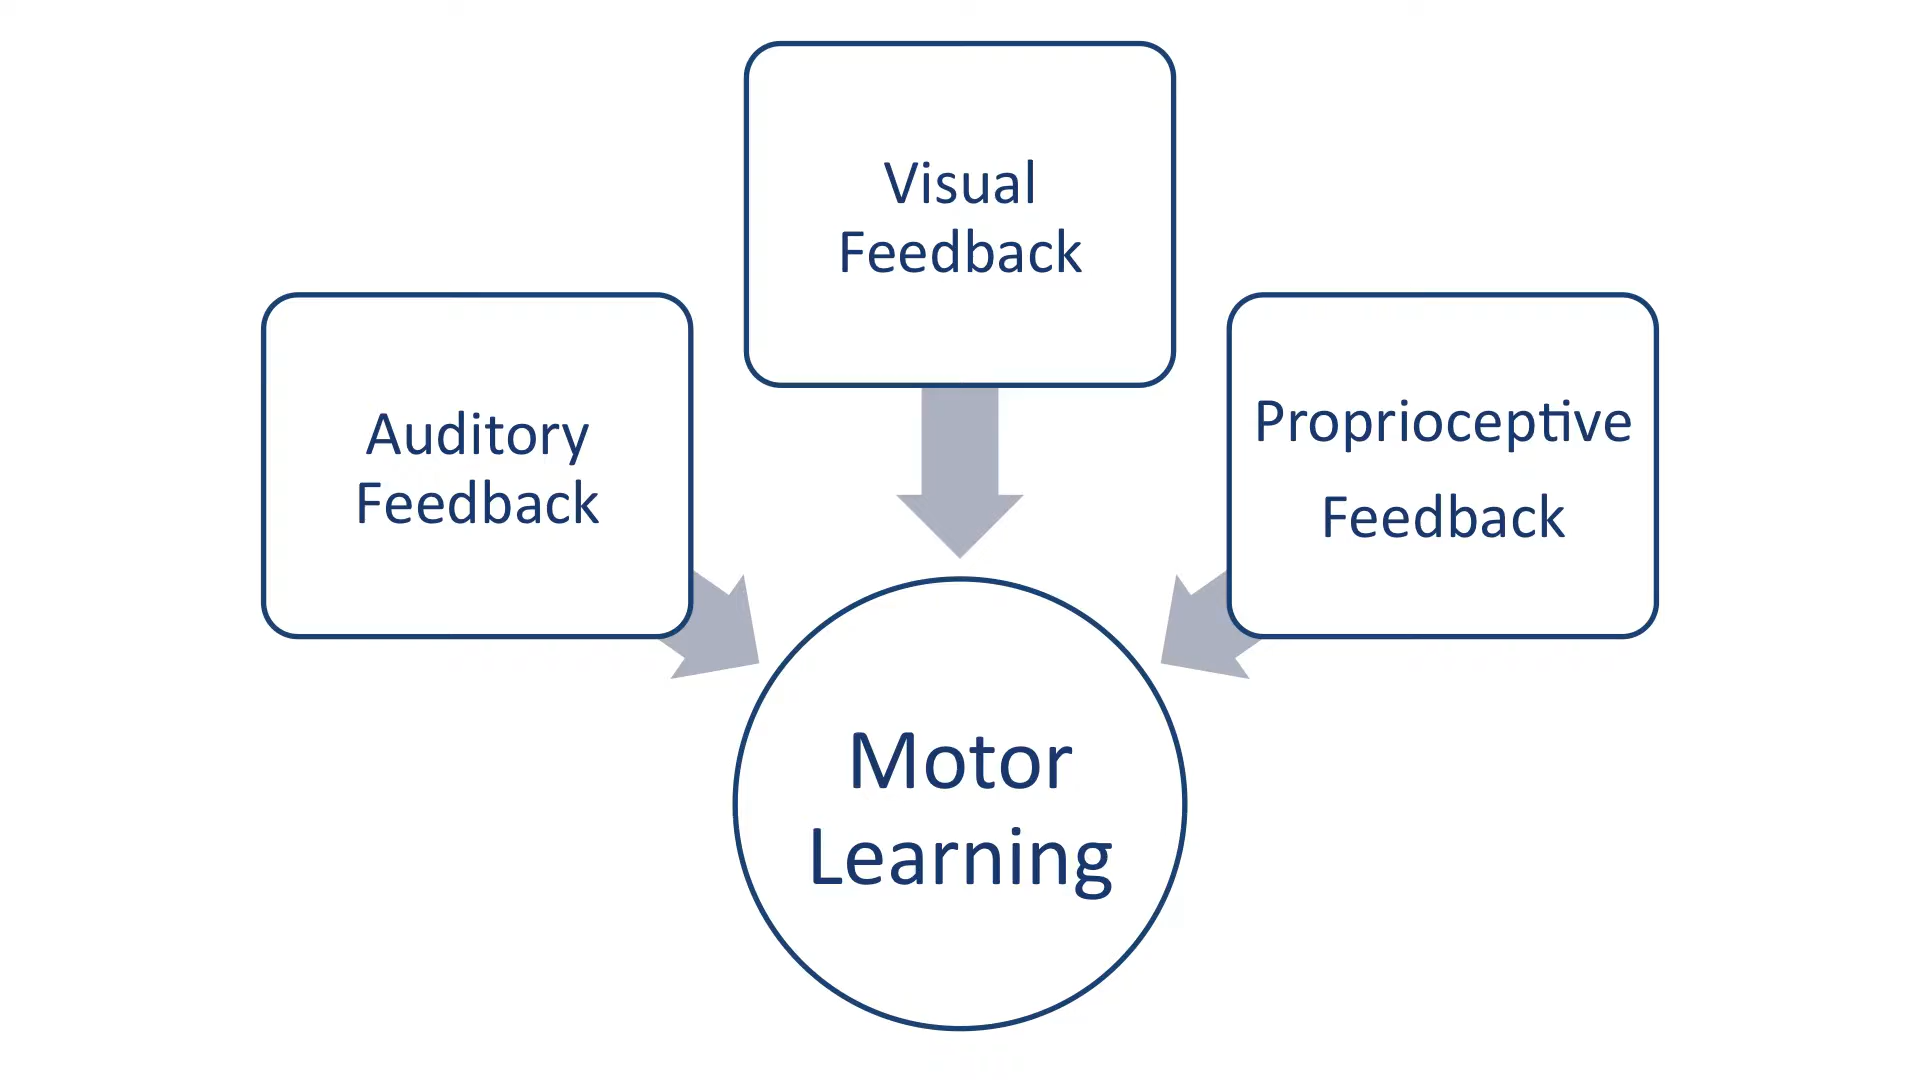 Visual
Feedback
Auditory
Feedback
Proprioceptive
Feedback
Motor
Learning